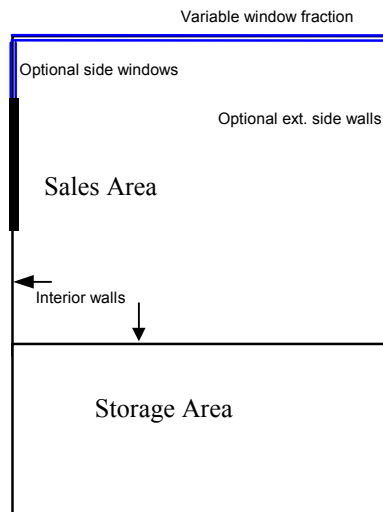 Variable window fraction
Optional side windows
Optional ext. side walls
Sales Area
Interior walls
Storage Area